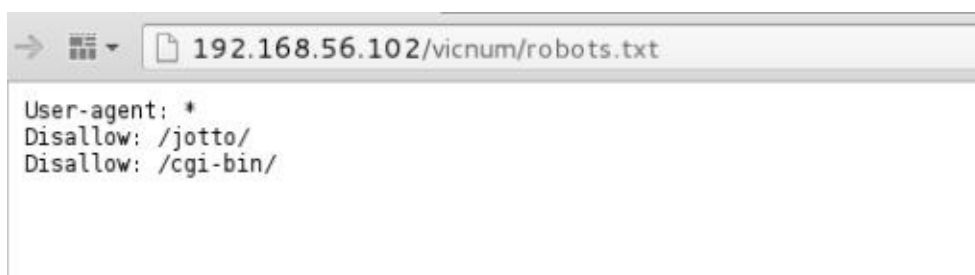 192.168.56.102/vicnum/robots.txt
User-agent: *
Disallow: /jotto/
Disallow: /cgi-bin/